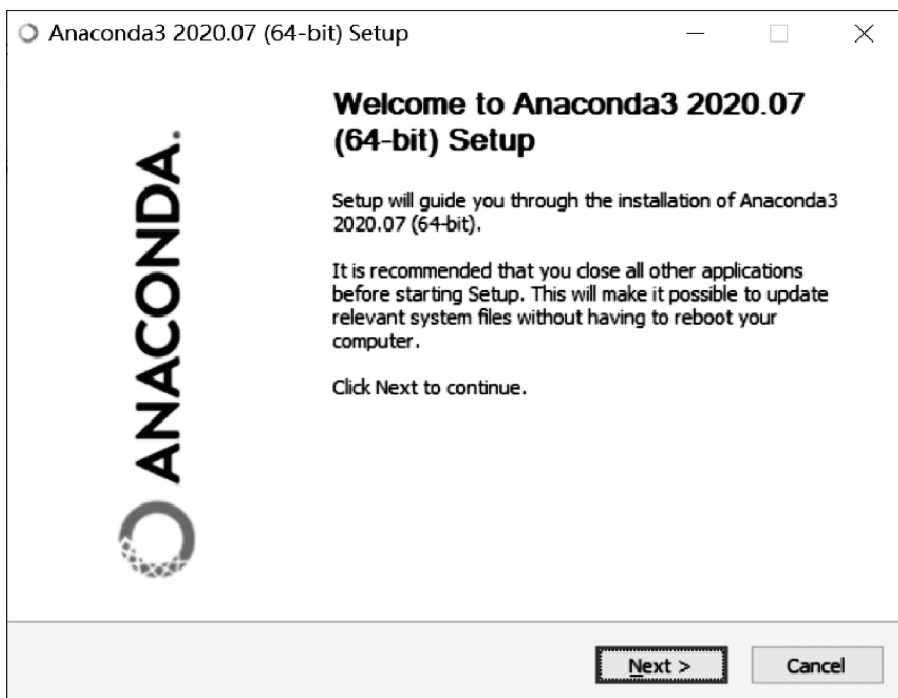 Anaconda3 2020.07 (64-bit) Setup
Welcome to Anaconda3 2020.07
(64-bit) Setup
ANACONDA.
Setup will guide you through the installation of Anaconda3
2020.07 (64-bit).
It is recommended that you close all other applications
before starting Setup. This will make it possible to update
relevant system files without having to reboot your
computer.
Click Next to continue.
Next >
Cancel